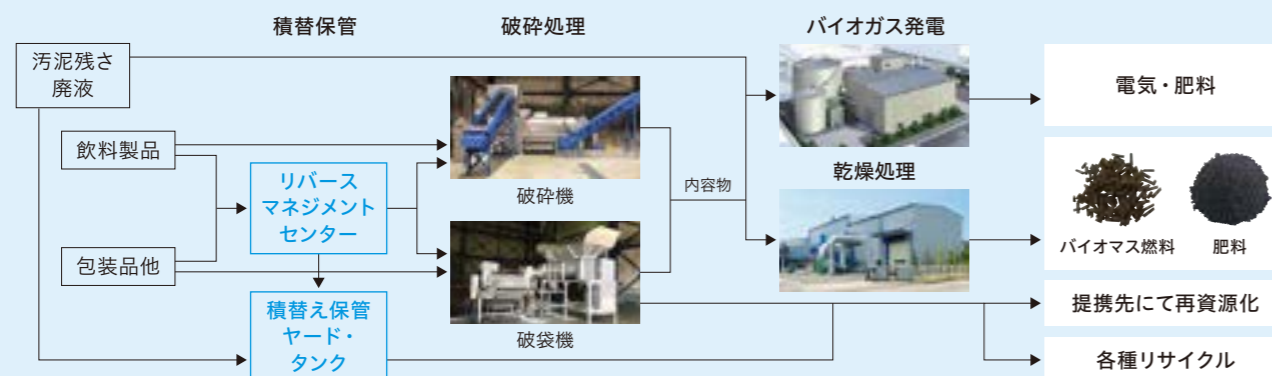 積替保管
破砕処理
バイオガス発電
汚泥残さ
廃液
電気・肥料
飲料製品
リバース
マネジメント
センター
破砕機
内容物
乾燥処理
バイオマス燃料
肥料
包装品他
積替え保管
ヤード・
タンク
破袋機
提携先にて再資源化
各種リサイクル